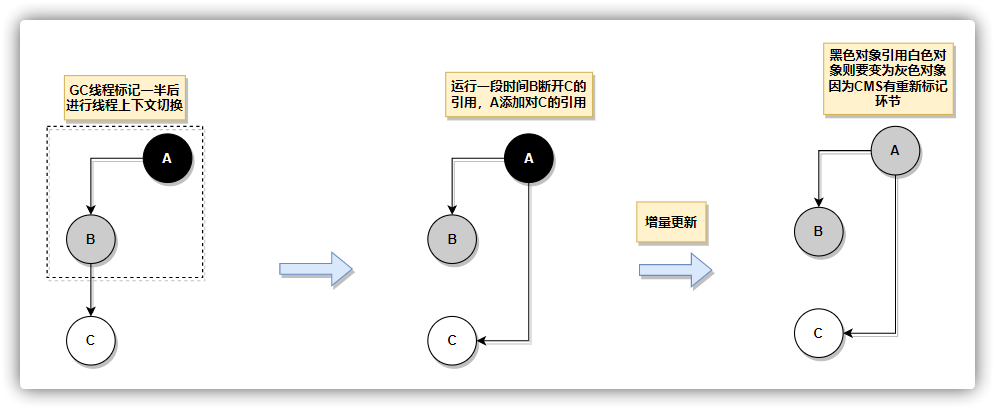 GC线程标记一半后
进行线程上下文切换
A
B
C
运行一段时间B断开C的
引用，A添加对C的引用
A
B
C
增量更新
黑色对象引用白色对
象则要变为灰色对象
因为CMS有重新标记
环节
A
B
C